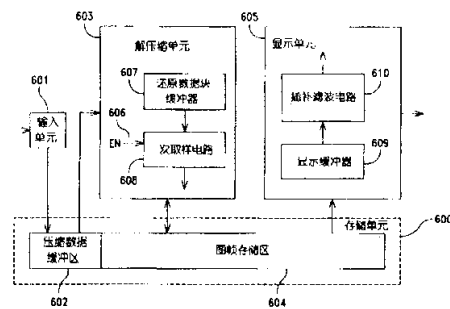 603
605
解压缩单元
显示单元
601
607
还原数据块
缓冲器
插补滤波电路
610
输入
单元
606
EN
次取样电路
608
显示缓冲器
609
存储单元
600
压缩数据
缓冲区
图帧存储区
602
604